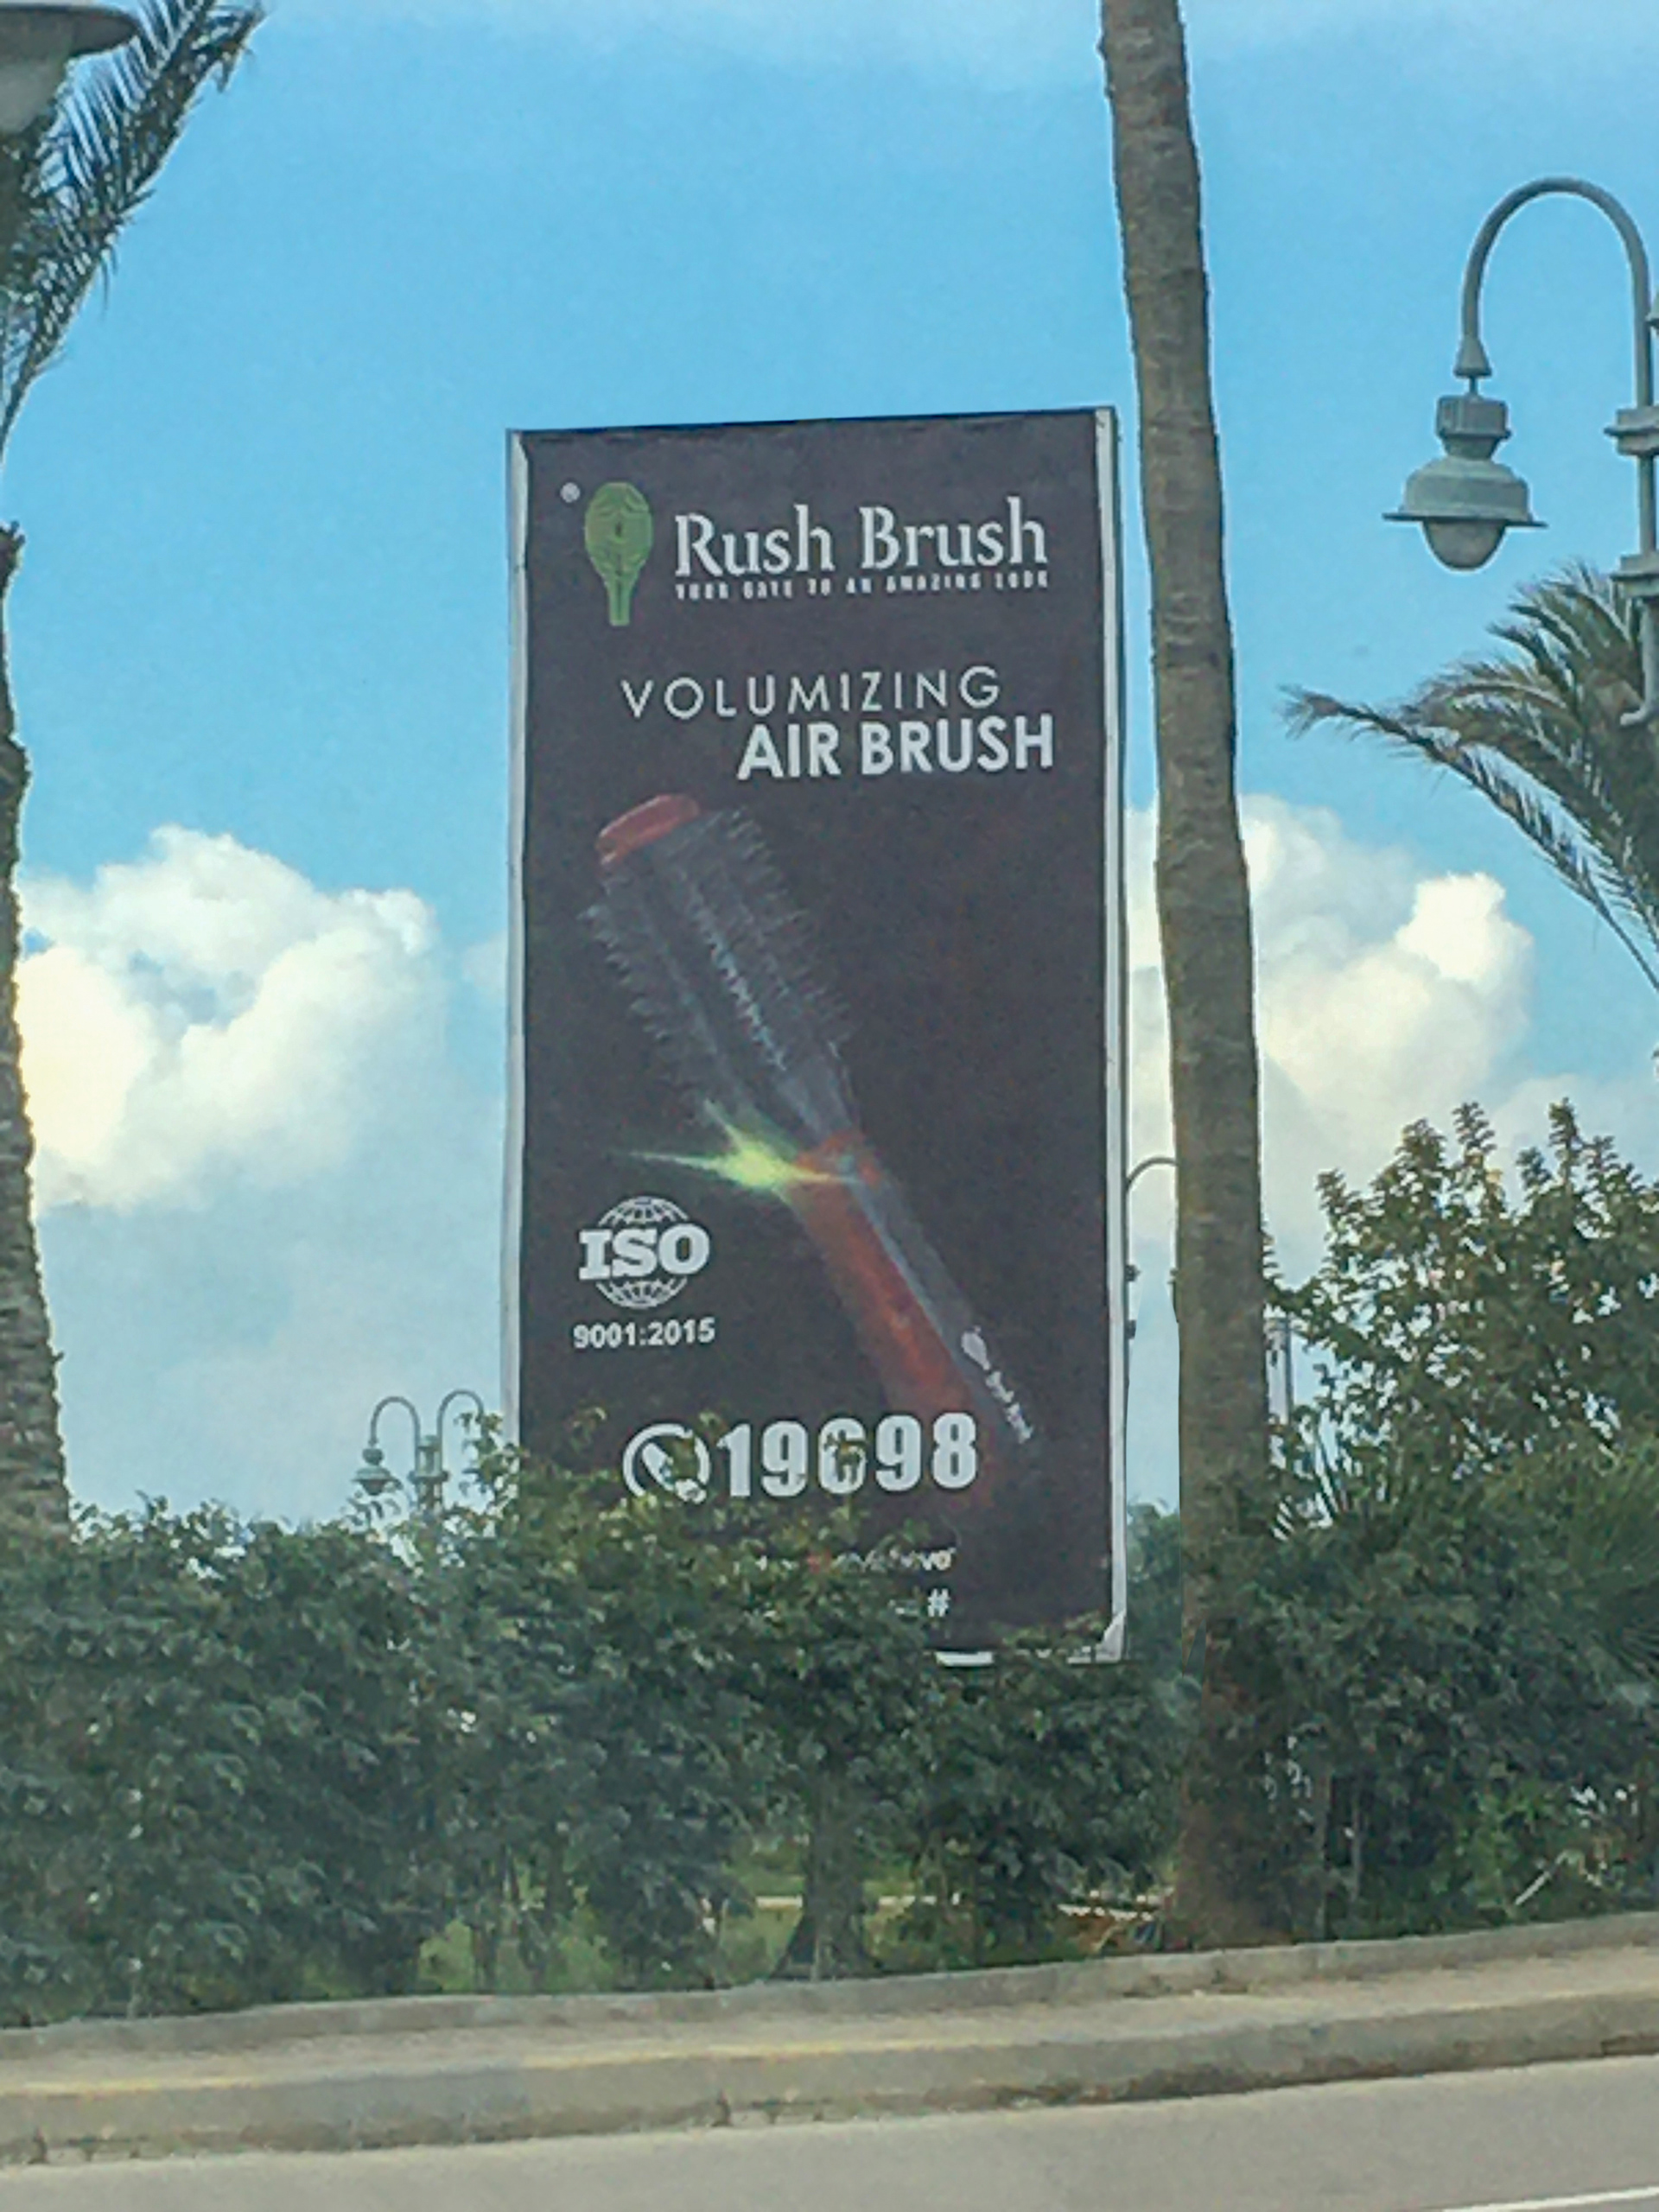 ®
Rush Brush
YOUR GATE TO AN AMAZING LOOK
VOLUMIZING
AIR BRUSH
ISO
9001:2015
19698
#